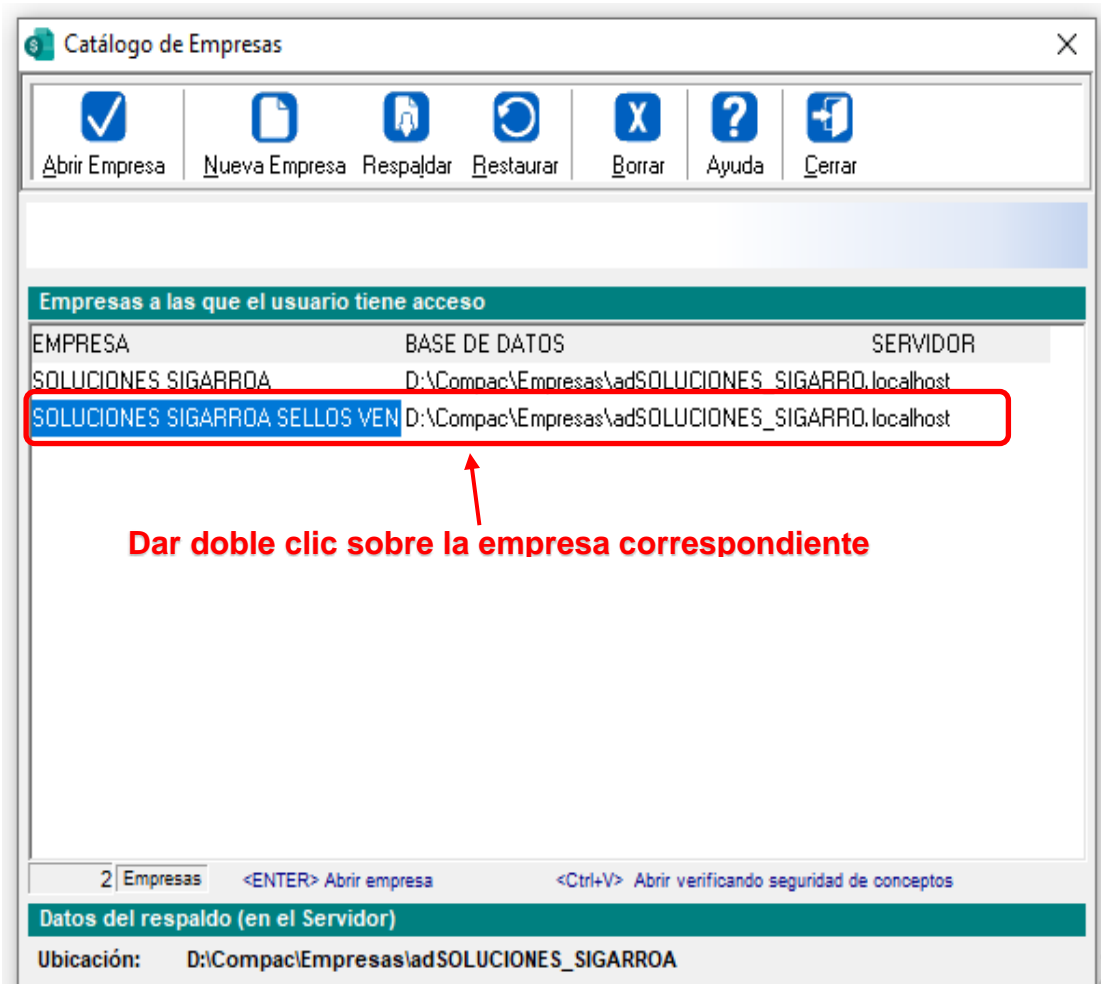 Catálogo de Empresas
Abrir Empresa Nueva Empresa Respaldar Restaurar Borrar Ayuda Cerrar
Empresas a las que el usuario tiene acceso
EMPRESA BASE DE DATOS SERVIDOR
SOLUCIONES SIGARROA D:\Compac\Empresas\adSOLUCIONES_SIGARRO. localhost
SOLUCIONES SIGARROA SELLOS VEN D:\Compac\Empresas\adSOLUCIONES_SIGARRO. localhost
Dar doble clic sobre la empresa correspondiente
2 Empresas <ENTER> Abrir empresa <Ctrl+V> Abrir verificando seguridad de conceptos
Datos del respaldo (en el Servidor)
Ubicación: D:\Compac\Empresas\adSOLUCIONES_SIGARROA